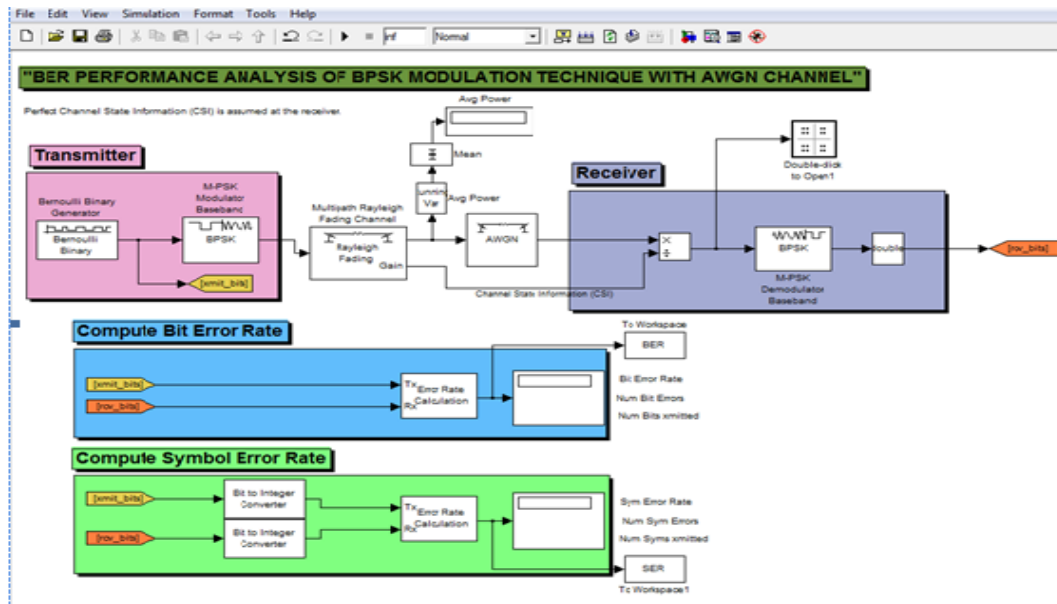 File Edit View Simulation Format Tools Help
inf
Normal
"BER PERFORMANCE ANALYSIS OF BPSK MODULATION TECHNIQUE WITH AWGN CHANNEL"
Perfect Channel State Information (CSI) is assumed at the receiver.
Avg Power
Mean
Transmitter
Receiver
Double-click
to Open1
Bernoulli Binary
Generator
Bernoulli
Binary
M-PSK
Modulator
Baseband
BPSK
[xmit_bits]
Multipath Rayleigh
Fading Channel
Rayleigh
Fading
Gain
unning
Var
Avg Power
AWGN
Channel State Information (CSI)
×
÷
BPSK
M-PSK
Demodulator
Baseband
double
[rcv_bits]
Compute Bit Error Rate
To Workspace
BER
[xmit_bits]
[rcv_bits]
Tx
Rx
Error Rate
Calculation
Bit Error Rate
Num Bit Errors
Num Bits xmitted
Compute Symbol Error Rate
[xmit_bits]
[rcv_bits]
Bit to Integer
Converter
Bit to Integer
Converter
Tx
Rx
Error Rate
Calculation
Sym Error Rate
Num Sym Errors
Num Syms xmitted
SER
To Workspace1